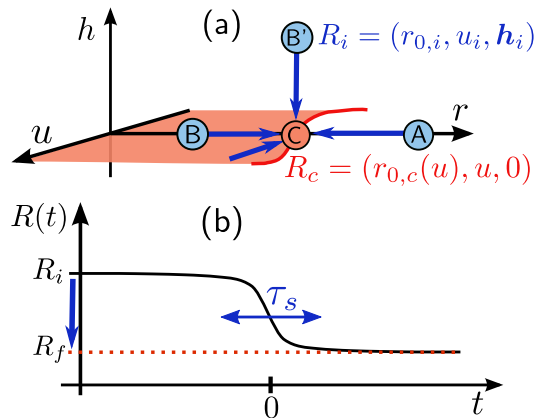 h
(a)
B' R_i = (r_{0,i}, u_i, h_i)
r
u
B
C
A
R_c = (r_{0,c}(u), u, 0)
R(t)
(b)
R_i
τ_s
R_f
0
t